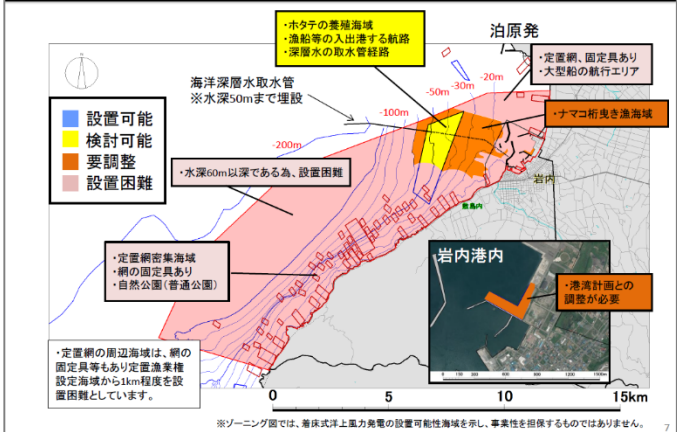 ・ホタテの養殖海域
・漁船等の入出港する航路
・深層水の取水管経路
泊原発
・定置網、固定具あり
・大型船の航行エリア
海洋深層水取水管
※水深50mまで埋設
-20m
-30m
-50m
-100m
-200m
・ナマコ桁曳き漁海域
設置可能
検討可能
要調整
設置困難
・水深60m以深である為、設置困難
岩内
敷島内
・定置網密集海域
・網の固定具あり
・自然公園(普通公園)
岩内港内
・港湾計画との
調整が必要
・定置網の周辺海域は、網の
固定具等もあり定置漁業権
設定海域から1km程度を設
置困難としています。
0 5 10 15km
※ゾーニング図では、着床式洋上風力発電の設置可能性海域を示し、事業性を担保するものではありません。
7